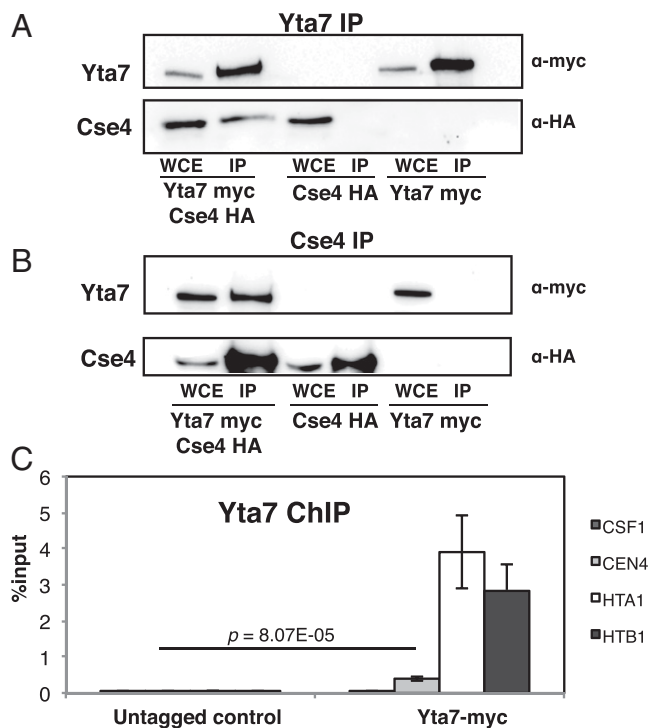 A
Yta7 IP
Yta7
α-myc
Cse4
α-HA
WCE IP WCE IP WCE IP
Yta7 myc Cse4 HA Yta7 myc
Cse4 HA
B
Cse4 IP
Yta7
α-myc
Cse4
α-HA
WCE IP WCE IP WCE IP
Yta7 myc Cse4 HA Yta7 myc
Cse4 HA
C
Yta7 ChIP
%input
6
5
4
3
2
1
0
p = 8.07E-05
CSF1
CEN4
HTA1
HTB1
Untagged control Yta7-myc